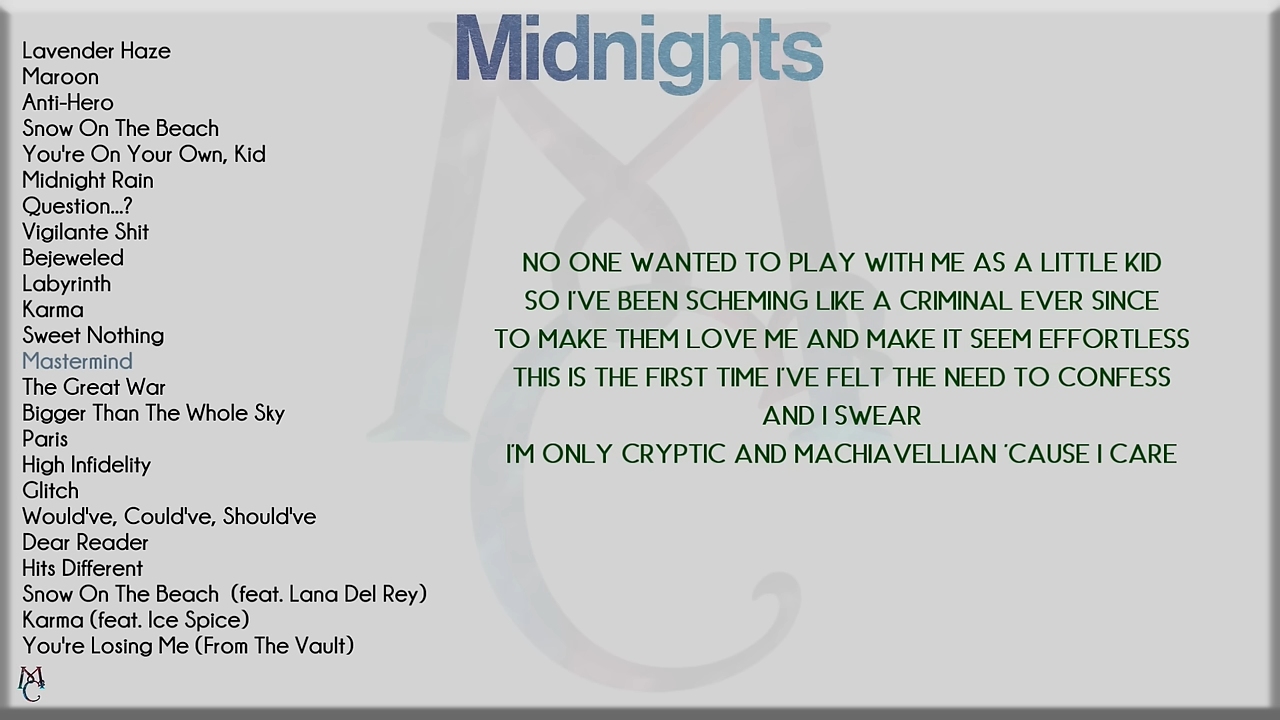 Midnights
Lavender Haze
Maroon
Anti-Hero
Snow On The Beach
You're On Your Own, Kid
Midnight Rain
Question...?
Vigilante Shit
Bejeweled
Labyrinth
Karma
Sweet Nothing
Mastermind
The Great War
Bigger Than The Whole Sky
Paris
High Infidelity
Glitch
Would've, Could've, Should've
Dear Reader
Hits Different
Snow On The Beach (feat. Lana Del Rey)
Karma (feat. Ice Spice)
You're Losing Me (From The Vault)
NO ONE WANTED TO PLAY WITH ME AS A LITTLE KID
SO I'VE BEEN SCHEMING LIKE A CRIMINAL EVER SINCE
TO MAKE THEM LOVE ME AND MAKE IT SEEM EFFORTLESS
THIS IS THE FIRST TIME I'VE FELT THE NEED TO CONFESS
AND I SWEAR
I'M ONLY CRYPTIC AND MACHIAVELLIAN 'CAUSE I CARE